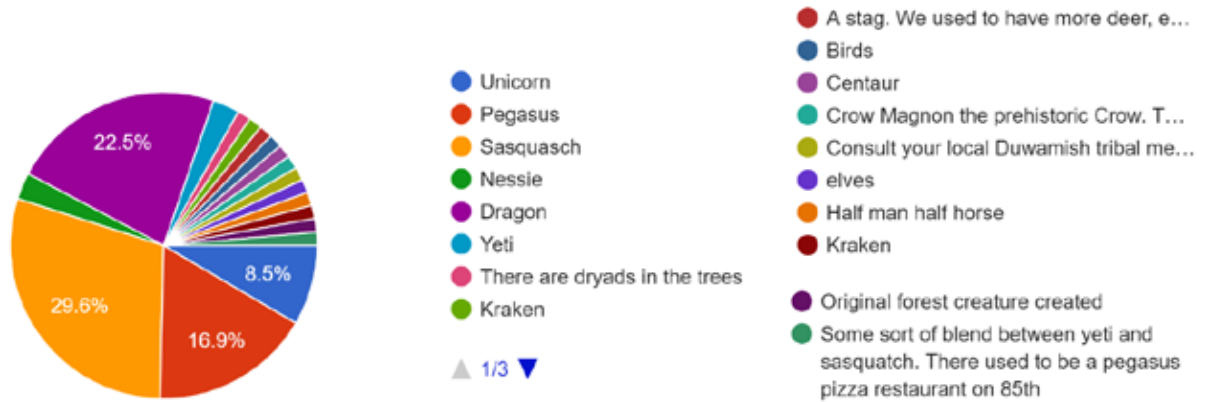 22.5%
8.5%
29.6%
16.9%
Unicorn
Pegasus
Sasquasch
Nessie
Dragon
Yeti
There are dryads in the trees
Kraken
1/3
A stag. We used to have more deer, e...
Birds
Centaur
Crow Magnon the prehistoric Crow. T...
Consult your local Duwamish tribal me...
elves
Half man half horse
Kraken
Original forest creature created
Some sort of blend between yeti and
sasquatch. There used to be a pegasus
pizza restaurant on 85th